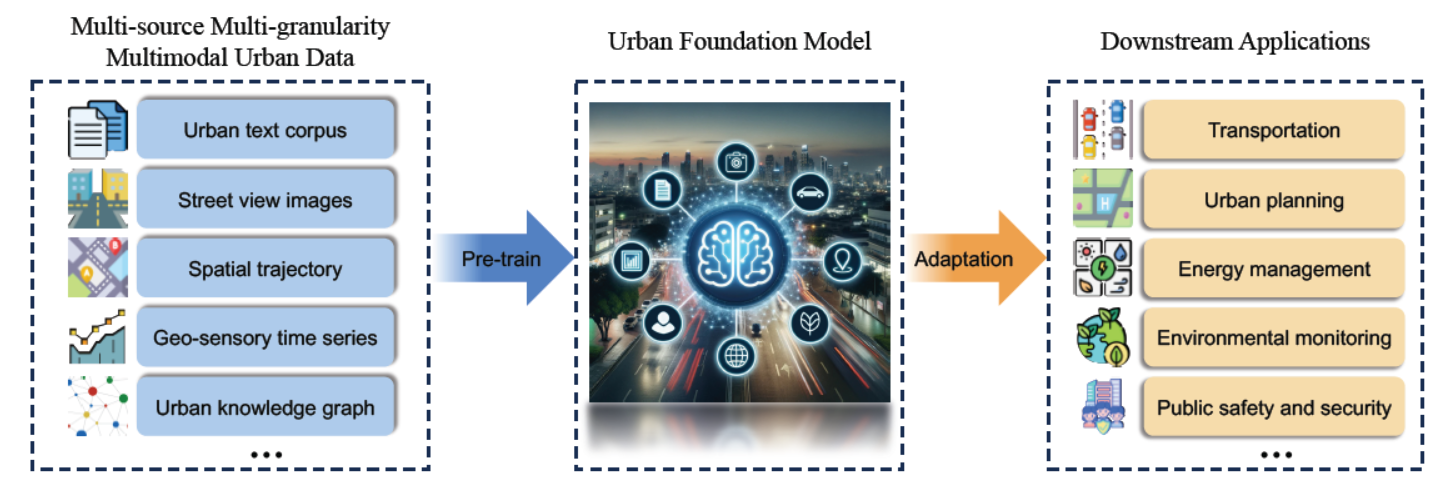 Multi-source Multi-granularity
Multimodal Urban Data
Urban text corpus
Street view images
Spatial trajectory
Geo-sensory time series
Urban knowledge graph
...
Pre-train
Urban Foundation Model
Adaptation
Downstream Applications
Transportation
Urban planning
H
Energy management
Environmental monitoring
Public safety and security
...